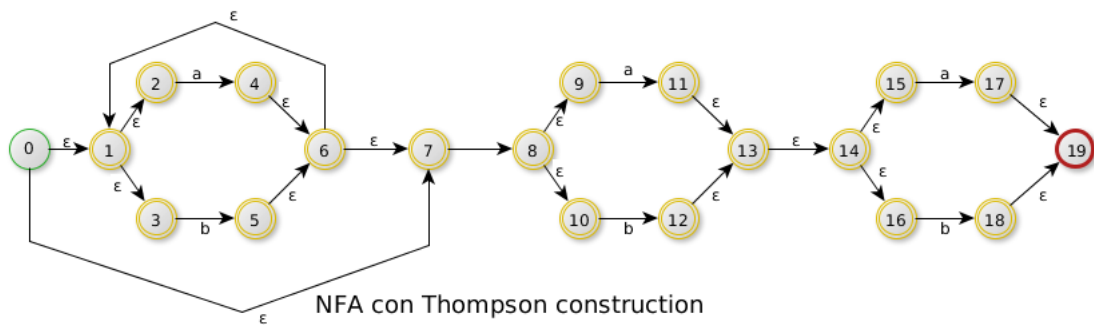 ε
2 a 4 9 a 11 15 a 17
ε ε ε ε ε ε
0 ε 1 6 ε 7 8 13 ε 14 19
ε ε ε ε ε ε
3 b 5 10 b 12 16 b 18
ε
NFA con Thompson construction